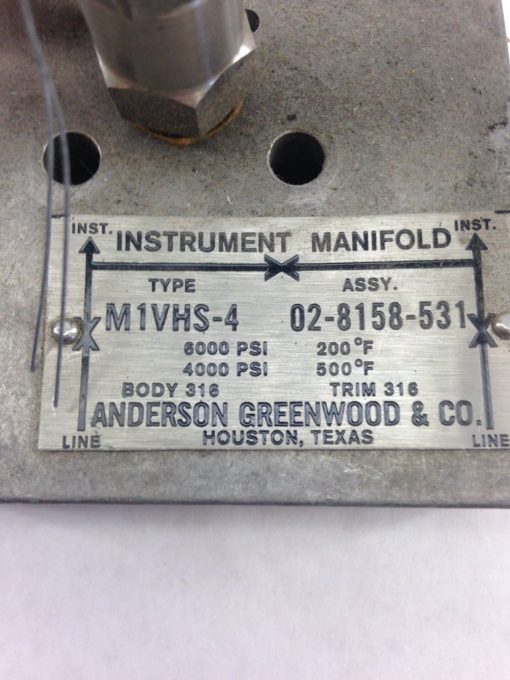 INST. INST.
INSTRUMENT MANIFOLD
TYPE ASSY.
M1VHS-4 02-8158-531
6000 PSI 200°F
4000 PSI 500°F
BODY 316 TRIM 316
ANDERSON GREENWOOD & CO.
LINE HOUSTON, TEXAS LINE